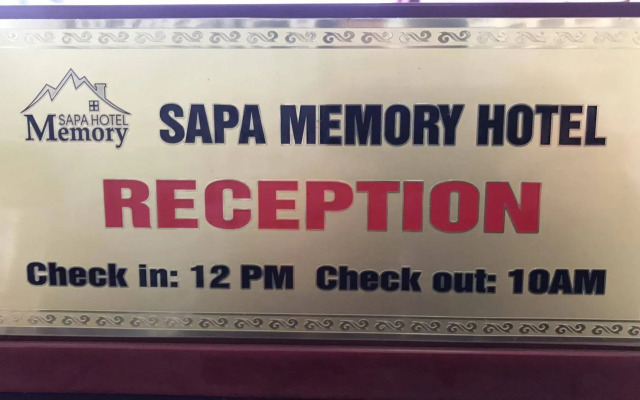 SAPA HOTEL
Memory
SAPA MEMORY HOTEL
RECEPTION
Check in: 12 PM Check out: 10AM